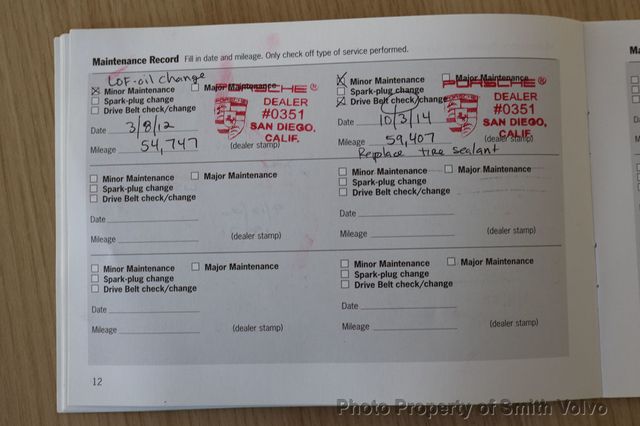 Maintenance Record Fill in date and mileage. Only check off type of service performed.
LOF-oil change
Minor Maintenance Major Maintenance
Spark-plug change
Drive Belt check/change
Date 3/8/12
Mileage 54,747 (dealer stamp)
PORSCHE®
DEALER
#0351
SAN DIEGO,
CALIF.
Minor Maintenance Major Maintenance
Spark-plug change
Drive Belt check/change
Date 10/3/14
Mileage 59,407 (dealer stamp)
Replace tire sealant
PORSCHE®
DEALER
#0351
SAN DIEGO,
CALIF.
Minor Maintenance Major Maintenance
Spark-plug change
Drive Belt check/change
Date
Mileage (dealer stamp)
Minor Maintenance Major Maintenance
Spark-plug change
Drive Belt check/change
Date
Mileage (dealer stamp)
Minor Maintenance Major Maintenance
Spark-plug change
Drive Belt check/change
Date
Mileage (dealer stamp)
Minor Maintenance Major Maintenance
Spark-plug change
Drive Belt check/change
Date
Mileage (dealer stamp)
12
Ma
Photo Property of Smith Volvo